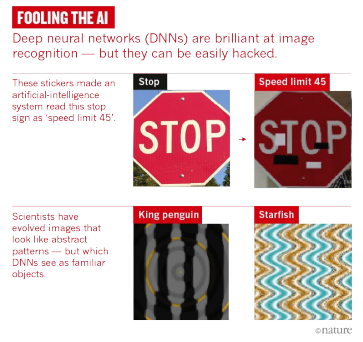 FOOLING THE AI
Deep neural networks (DNNs) are brilliant at image
recognition — but they can be easily hacked.
These stickers made an
artificial-intelligence
system read this stop
sign as ‘speed limit 45’.
Stop
Speed limit 45
STOP
STOP
Scientists have
evolved images that
look like abstract
patterns — but which
DNNs see as familiar
objects.
King penguin
Starfish
©nature